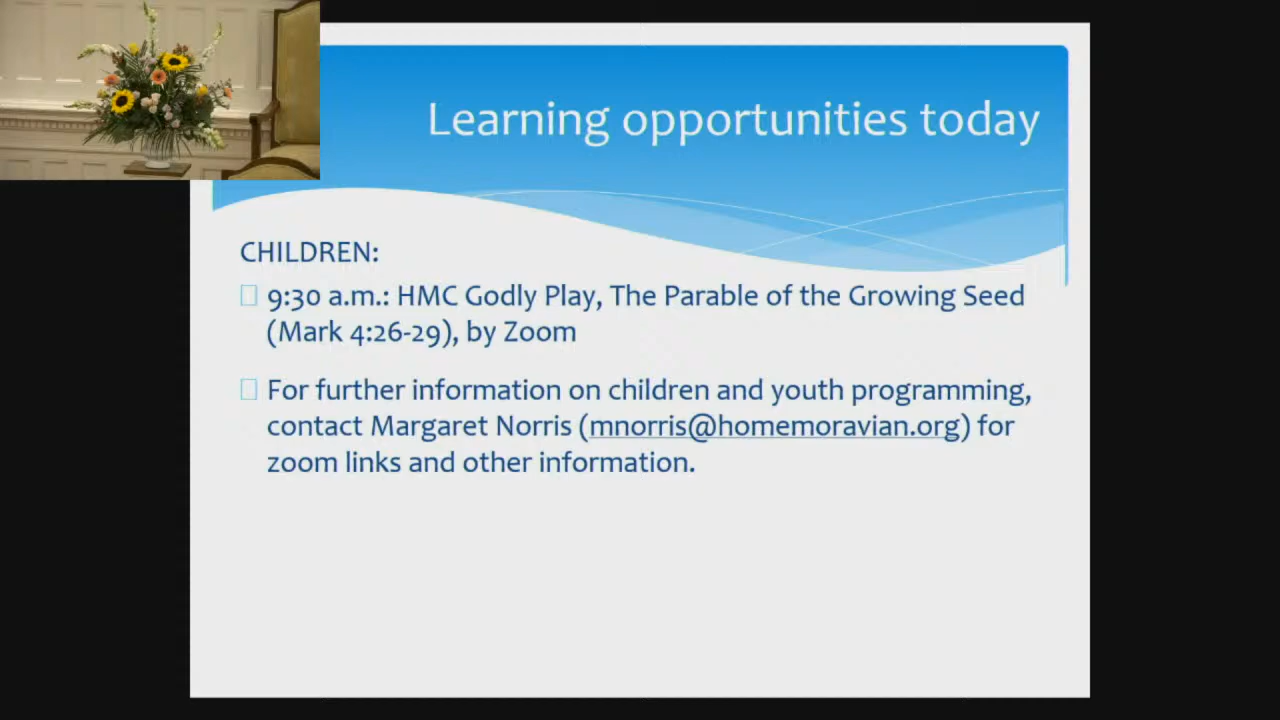 Learning opportunities today
CHILDREN:
9:30 a.m.: HMC Godly Play, The Parable of the Growing Seed
(Mark 4:26-29), by Zoom
For further information on children and youth programming,
contact Margaret Norris (mnorris@homemoravian.org) for
zoom links and other information.